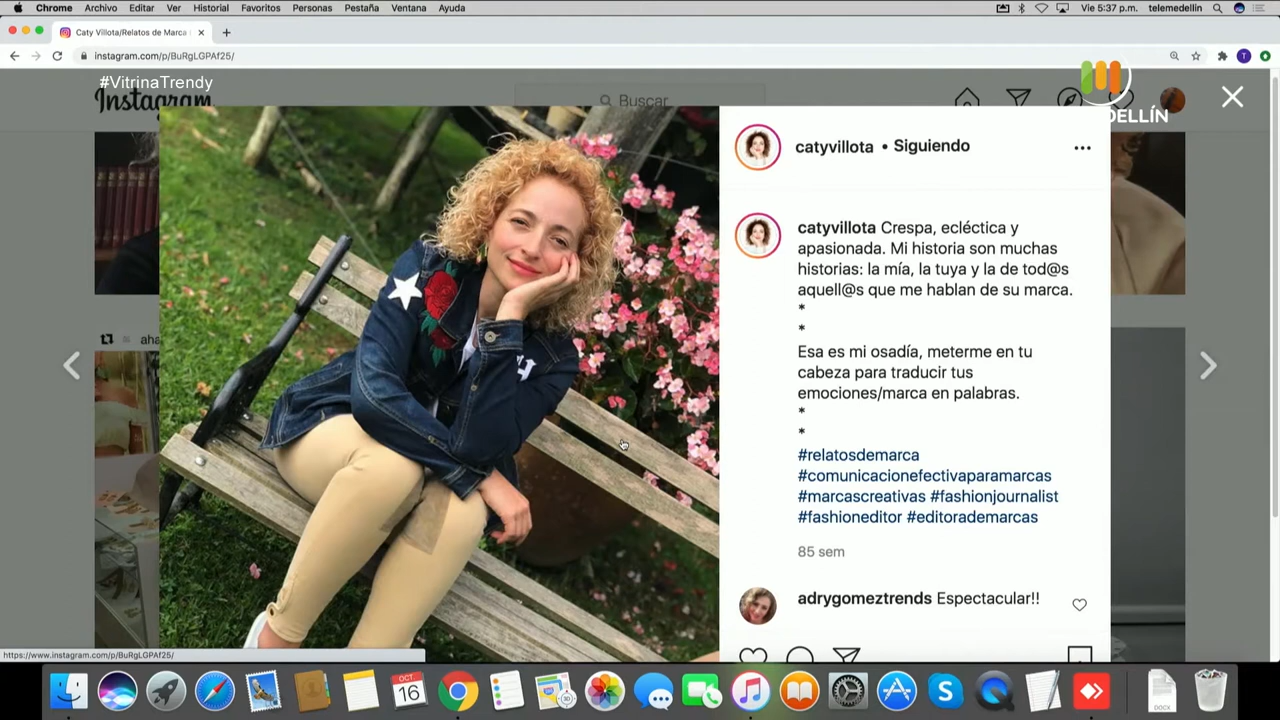 Chrome Archivo Editar Ver Historial Favoritos Personas Pestaña Ventana Ayuda Vie 5:37 p.m. telemedellin
Caty Villota/Relatos de Marca
instagram.com/p/BuRgLGPAf25/
#VitrinaTrendy
Instagram
Buscar
DELLÍN
catyvillota • Siguiendo
catyvillota Crespa, ecléctica y
apasionada. Mi historia son muchas
historias: la mía, la tuya y la de tod@s
aquell@s que me hablan de su marca.
*
*
Esa es mi osadía, meterme en tu
cabeza para traducir tus
emociones/marca en palabras.
*
*
#relatosdemarca
#comunicacionefectivaparamarcas
#marcascreativas #fashionjournalist
#fashioneditor #editorademarcas
85 sem
adrygomeztrends Espectacular!!
aha
https://www.instagram.com/p/BuRgLGPAf25/
OCT
16
DOCX